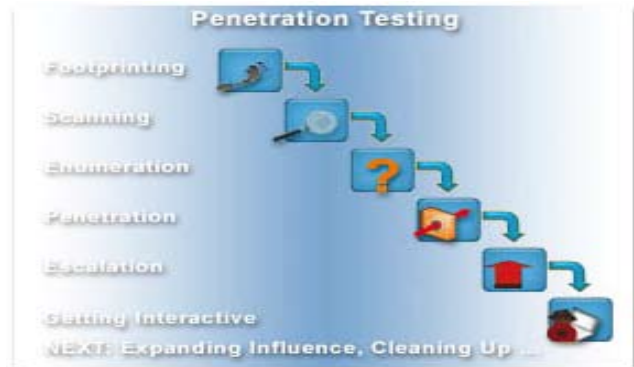 Penetration Testing
Footprinting
Scanning
Enumeration
Penetration
Escalation
Getting Interactive
NEXT: Expanding Influence, Cleaning Up ...